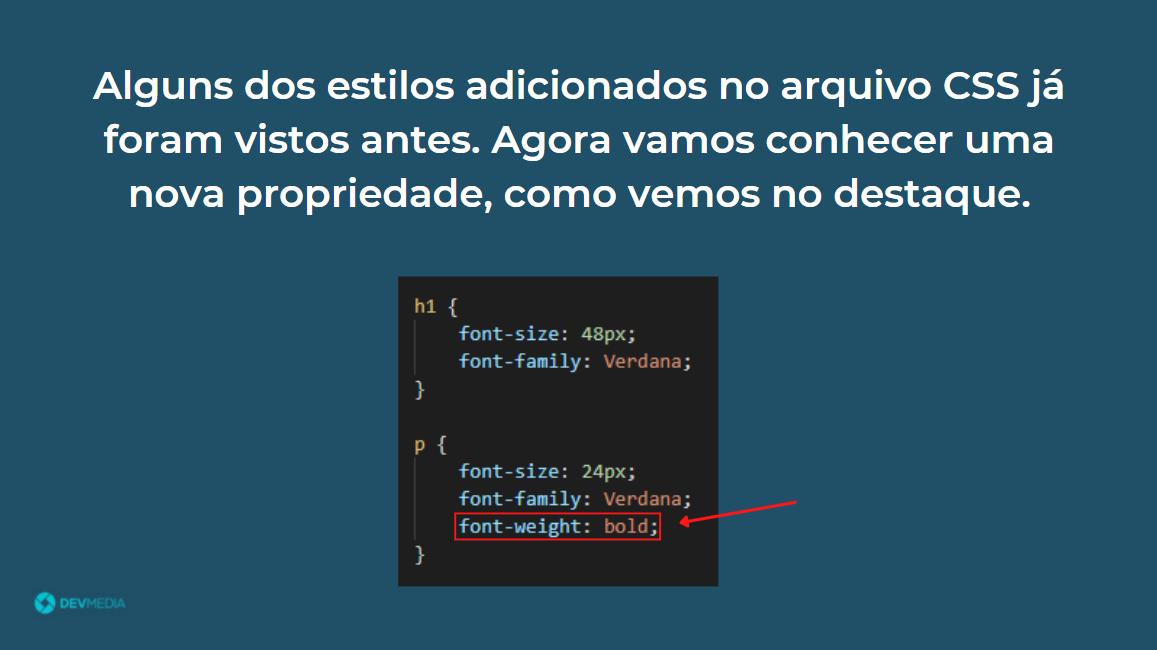 Alguns dos estilos adicionados no arquivo CSS já
foram vistos antes. Agora vamos conhecer uma
nova propriedade, como vemos no destaque.
h1 {
    font-size: 48px;
    font-family: Verdana;
}
p {
    font-size: 24px;
    font-family: Verdana;
    font-weight: bold;
}
DEVMEDIA